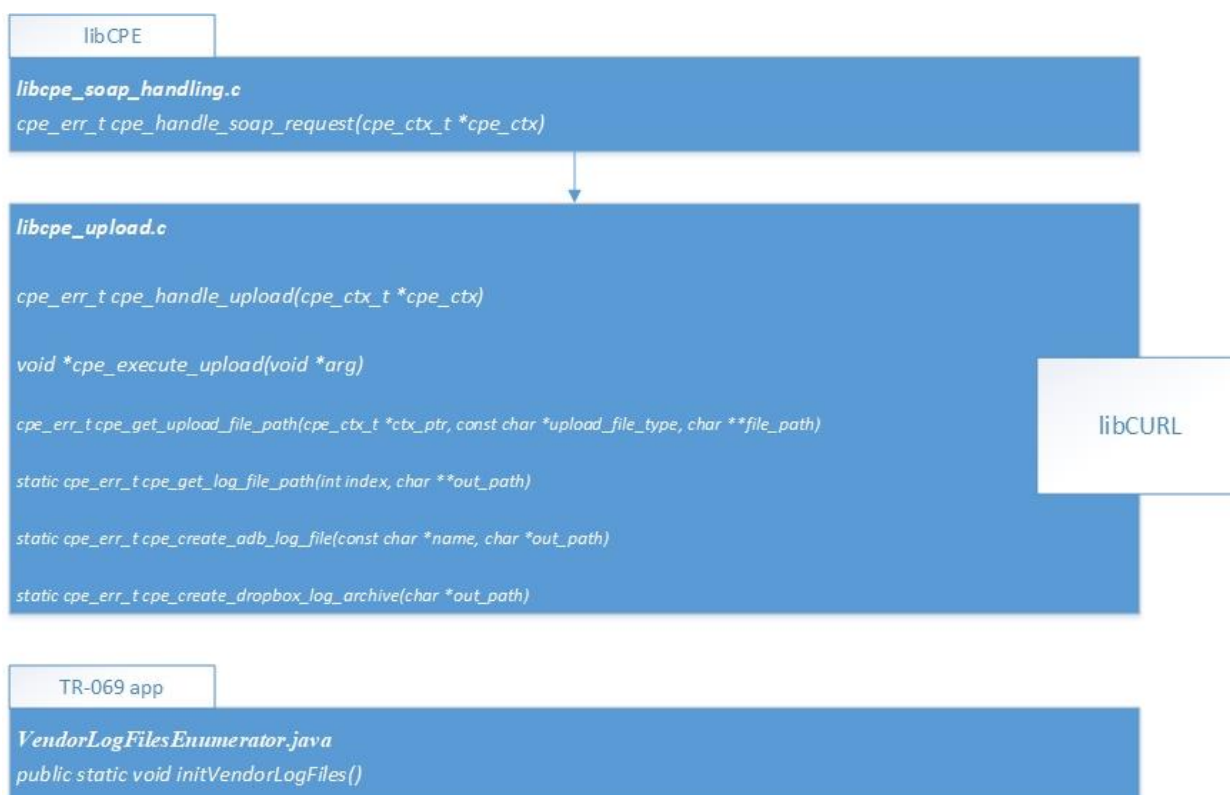 libCPE
libcpe_soap_handling.c
cpe_err_t cpe_handle_soap_request(cpe_ctx_t *cpe_ctx)
libcpe_upload.c
cpe_err_t cpe_handle_upload(cpe_ctx_t *cpe_ctx)
void *cpe_execute_upload(void *arg)
cpe_err_t cpe_get_upload_file_path(cpe_ctx_t *ctx_ptr, const char *upload_file_type, char **file_path)
libCURL
static cpe_err_t cpe_get_log_file_path(int index, char **out_path)
static cpe_err_t cpe_create_adb_log_file(const char *name, char *out_path)
static cpe_err_t cpe_create_dropbox_log_archive(char *out_path)
TR-069 app
VendorLogFilesEnumerator.java
public static void initVendorLogFiles()